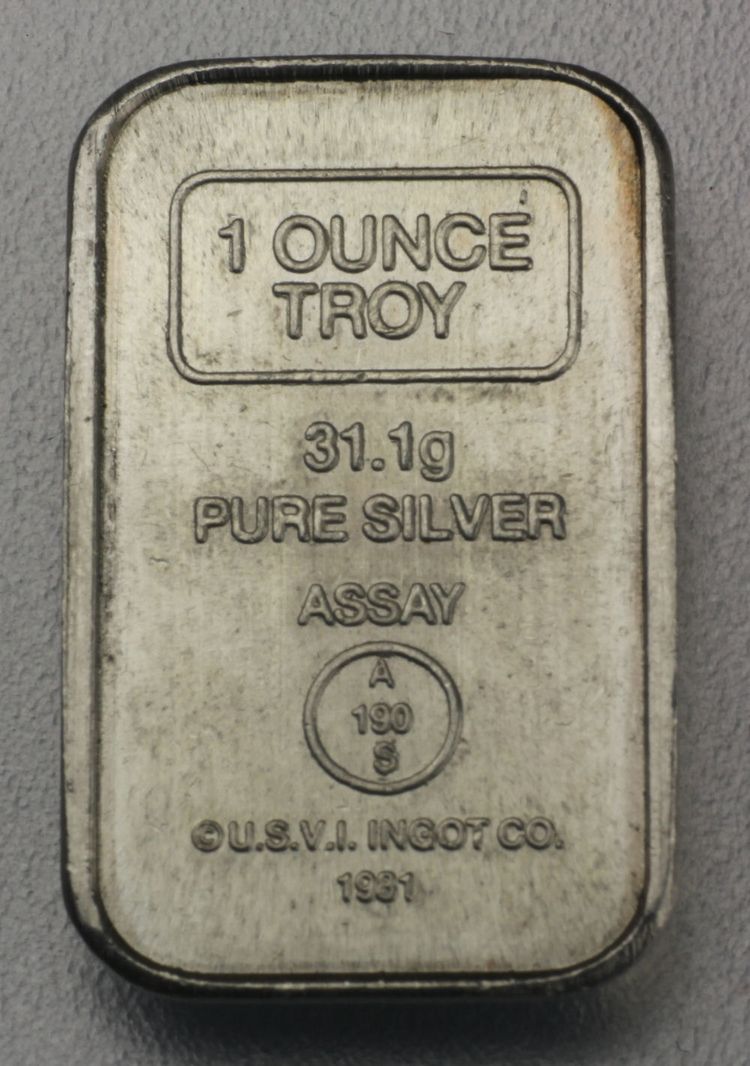 1 OUNCE
TROY
31.1g
PURE SILVER
ASSAY
A
190
S
© U.S.V.I. INGOT CO.
1981